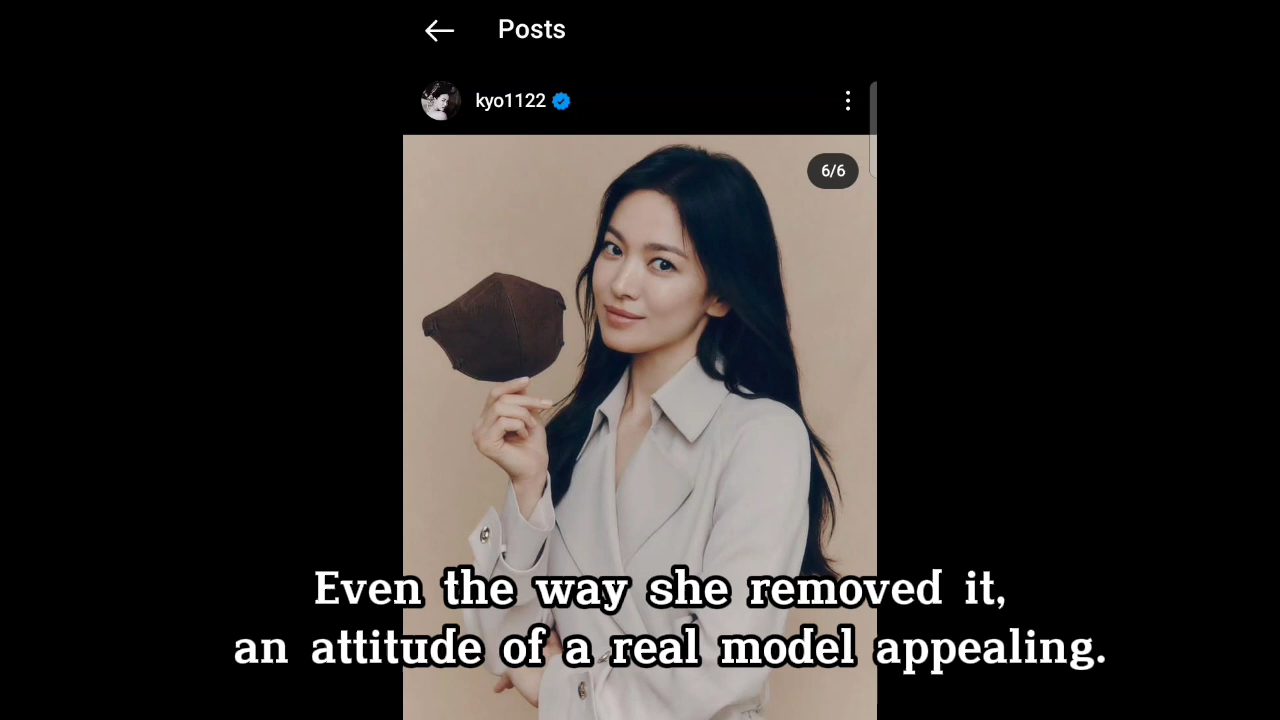 Posts
kyo1122
6/6
Even the way she removed it,
an attitude of a real model appealing.